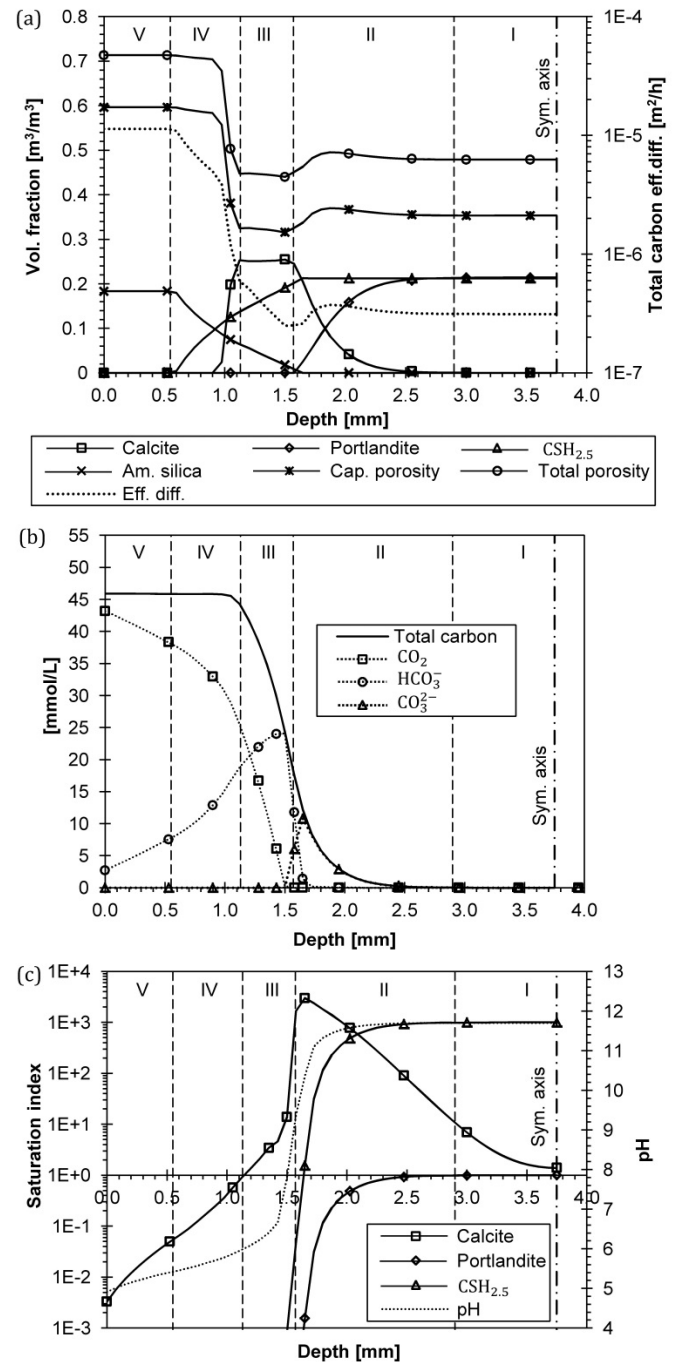 (a)
V IV III II I
Sym. axis
0.8
0.7
0.6
0.5
0.4
0.3
0.2
0.1
0
Vol. fraction [m³/m³]
1E-4
1E-5
1E-6
1E-7
Total carbon eff.diff. [m²/h]
0.0 0.5 1.0 1.5 2.0 2.5 3.0 3.5 4.0
Depth [mm]
Calcite Portlandite CSH₂.₅
Am. silica Cap. porosity Total porosity
Eff. diff.
(b)
V IV III II I
55
50
45
40
35
30
25
20
15
10
5
0
[mmol/L]
Total carbon
CO₂
HCO₃⁻
CO₃²⁻
Sym. axis
0.0 0.5 1.0 1.5 2.0 2.5 3.0 3.5 4.0
Depth [mm]
(c)
V IV III II I
1E+4
1E+3
1E+2
1E+1
1E+0
1E-1
1E-2
1E-3
Saturation index
13
12
11
10
9
8
7
6
5
4
pH
Sym. axis
0.0 0.5 1.0 1.5 2.0 2.5 3.0 3.5 4.0
Calcite
Portlandite
CSH₂.₅
pH
Depth [mm]